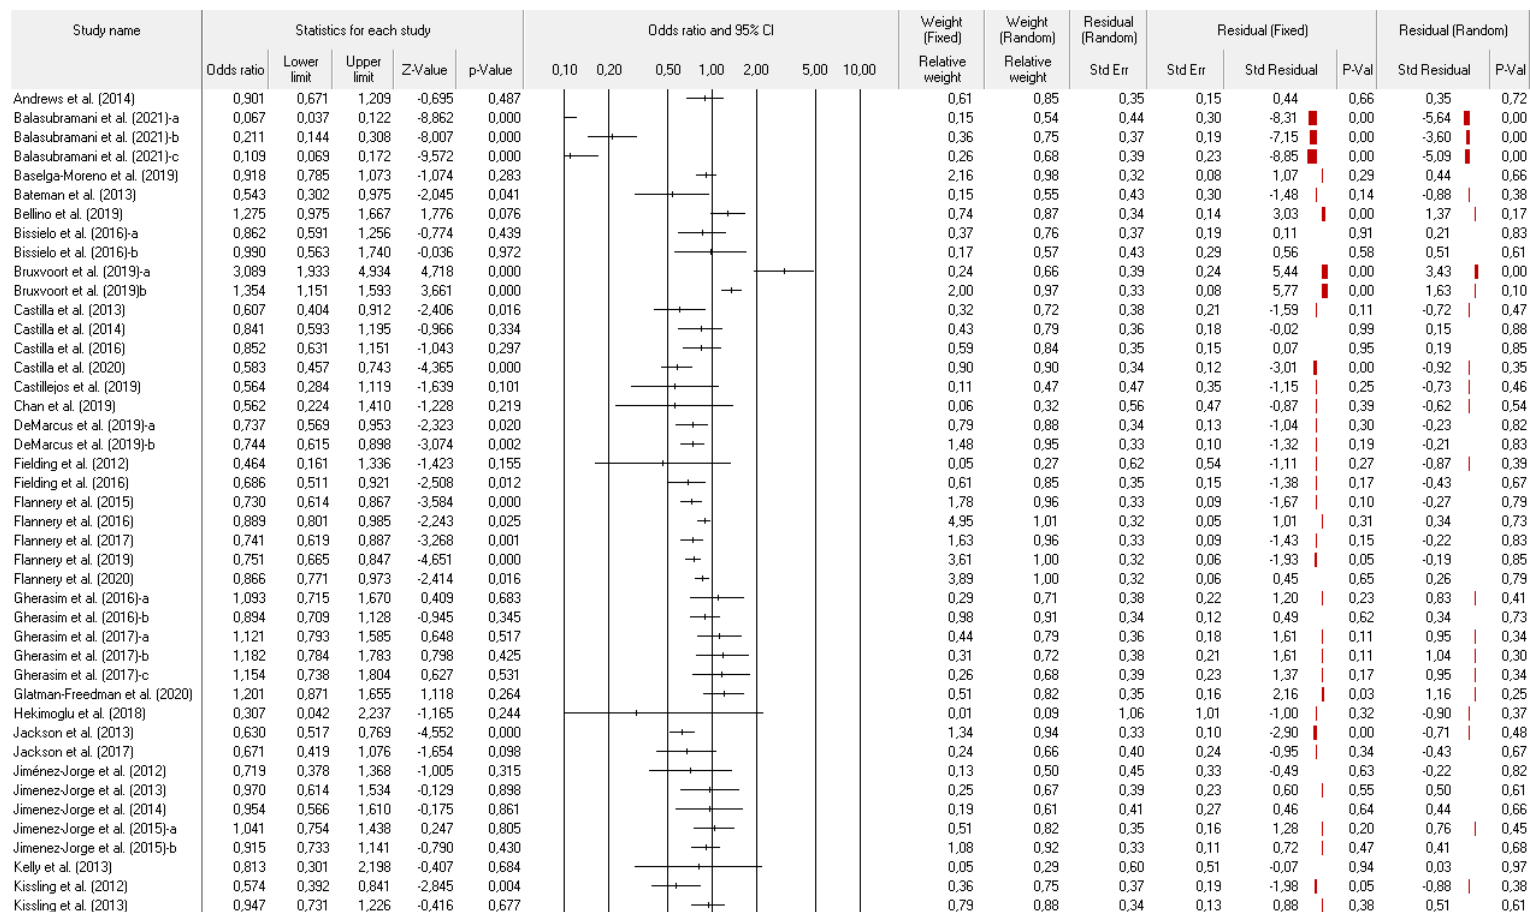 Study name Statistics for each study Odds ratio and 95% CI Weight (Fixed) Weight (Random) Residual (Random) Residual (Fixed) Residual (Random)
Odds ratio Lower limit Upper limit Z-Value p-Value 0,10 0,20 0,50 1,00 2,00 5,00 10,00 Relative weight Relative weight Std Err Std Err Std Residual P-Val Std Residual P-Val
Andrews et al. (2014) 0,901 0,671 1,209 -0,695 0,487 0,61 0,85 0,35 0,15 0,44 0,66 0,35 0,72
Balasubramani et al. (2021)-a 0,067 0,037 0,122 -8,862 0,000 0,15 0,54 0,44 0,30 -8,31 0,00 -5,64 0,00
Balasubramani et al. (2021)-b 0,211 0,144 0,308 -8,007 0,000 0,36 0,75 0,37 0,19 -7,15 0,00 -3,60 0,00
Balasubramani et al. (2021)-c 0,109 0,069 0,172 -9,572 0,000 0,26 0,68 0,39 0,23 -8,85 0,00 -5,09 0,00
Baselga-Moreno et al. (2019) 0,918 0,785 1,073 -1,074 0,283 2,16 0,98 0,32 0,08 1,07 0,29 0,44 0,66
Bateman et al. (2013) 0,543 0,302 0,975 -2,045 0,041 0,15 0,55 0,43 0,30 -1,48 0,14 -0,88 0,38
Bellino et al. (2019) 1,275 0,975 1,667 1,776 0,076 0,74 0,87 0,34 0,14 3,03 0,00 1,37 0,17
Bissielo et al. (2016)-a 0,862 0,591 1,256 -0,774 0,439 0,37 0,76 0,37 0,19 0,11 0,91 0,21 0,83
Bissielo et al. (2016)-b 0,990 0,563 1,740 -0,036 0,972 0,17 0,57 0,43 0,29 0,56 0,58 0,51 0,61
Bruxvoort et al. (2019)-a 3,089 1,933 4,934 4,718 0,000 0,24 0,66 0,39 0,24 5,44 0,00 3,43 0,00
Bruxvoort et al. (2019)b 1,354 1,151 1,593 3,661 0,000 2,00 0,97 0,33 0,08 5,77 0,00 1,63 0,10
Castilla et al. (2013) 0,607 0,404 0,912 -2,406 0,016 0,32 0,72 0,38 0,21 -1,59 0,11 -0,72 0,47
Castilla et al. (2014) 0,841 0,593 1,195 -0,966 0,334 0,43 0,79 0,36 0,18 -0,02 0,99 0,15 0,88
Castilla et al. (2016) 0,852 0,631 1,151 -1,043 0,297 0,59 0,84 0,35 0,15 0,07 0,95 0,19 0,85
Castilla et al. (2020) 0,583 0,457 0,743 -4,365 0,000 0,90 0,90 0,34 0,12 -3,01 0,00 -0,92 0,35
Castillejos et al. (2019) 0,564 0,284 1,119 -1,639 0,101 0,11 0,47 0,47 0,35 -1,15 0,25 -0,73 0,46
Chan et al. (2019) 0,562 0,224 1,410 -1,228 0,219 0,06 0,32 0,56 0,47 -0,87 0,39 -0,62 0,54
DeMarcus et al. (2019)-a 0,737 0,569 0,953 -2,323 0,020 0,79 0,88 0,34 0,13 -1,04 0,30 -0,23 0,82
DeMarcus et al. (2019)-b 0,744 0,615 0,898 -3,074 0,002 1,48 0,95 0,33 0,10 -1,32 0,19 -0,21 0,83
Fielding et al. (2012) 0,464 0,161 1,336 -1,423 0,155 0,05 0,27 0,62 0,54 -1,11 0,27 -0,87 0,39
Fielding et al. (2016) 0,686 0,511 0,921 -2,508 0,012 0,61 0,85 0,35 0,15 -1,38 0,17 -0,43 0,67
Flannery et al. (2015) 0,730 0,614 0,867 -3,584 0,000 1,78 0,96 0,33 0,09 -1,67 0,10 -0,27 0,79
Flannery et al. (2016) 0,889 0,801 0,985 -2,243 0,025 4,95 1,01 0,32 0,05 1,01 0,31 0,34 0,73
Flannery et al. (2017) 0,741 0,619 0,887 -3,268 0,001 1,63 0,96 0,33 0,09 -1,43 0,15 -0,22 0,83
Flannery et al. (2019) 0,751 0,665 0,847 -4,651 0,000 3,61 1,00 0,32 0,06 -1,93 0,05 -0,19 0,85
Flannery et al. (2020) 0,866 0,771 0,973 -2,414 0,016 3,89 1,00 0,32 0,06 0,45 0,65 0,26 0,79
Gherasim et al. (2016)-a 1,093 0,715 1,670 0,409 0,683 0,29 0,71 0,38 0,22 1,20 0,23 0,83 0,41
Gherasim et al. (2016)-b 0,894 0,709 1,128 -0,945 0,345 0,98 0,91 0,34 0,12 0,49 0,62 0,34 0,73
Gherasim et al. (2017)-a 1,121 0,793 1,585 0,648 0,517 0,44 0,79 0,36 0,18 1,61 0,11 0,95 0,34
Gherasim et al. (2017)-b 1,182 0,784 1,783 0,798 0,425 0,31 0,72 0,38 0,21 1,61 0,11 1,04 0,30
Gherasim et al. (2017)-c 1,154 0,738 1,804 0,627 0,531 0,26 0,68 0,39 0,23 1,37 0,17 0,95 0,34
Glatman-Freedman et al. (2020) 1,201 0,871 1,655 1,118 0,264 0,51 0,82 0,35 0,16 2,16 0,03 1,16 0,25
Hekimoglu et al. (2018) 0,307 0,042 2,237 -1,165 0,244 0,01 0,09 1,06 1,01 -1,00 0,32 -0,90 0,37
Jackson et al. (2013) 0,630 0,517 0,769 -4,552 0,000 1,34 0,94 0,33 0,10 -2,90 0,00 -0,71 0,48
Jackson et al. (2017) 0,671 0,419 1,076 -1,654 0,098 0,24 0,66 0,40 0,24 -0,95 0,34 -0,43 0,67
Jiménez-Jorge et al. (2012) 0,719 0,378 1,368 -1,005 0,315 0,13 0,50 0,45 0,33 -0,49 0,63 -0,22 0,82
Jimenez-Jorge et al. (2013) 0,970 0,614 1,534 -0,129 0,898 0,25 0,67 0,39 0,23 0,60 0,55 0,50 0,61
Jimenez-Jorge et al. (2014) 0,954 0,566 1,610 -0,175 0,861 0,19 0,61 0,41 0,27 0,46 0,64 0,44 0,66
Jimenez-Jorge et al. (2015)-a 1,041 0,754 1,438 0,247 0,805 0,51 0,82 0,35 0,16 1,28 0,20 0,76 0,45
Jimenez-Jorge et al. (2015)-b 0,915 0,733 1,141 -0,790 0,430 1,08 0,92 0,33 0,11 0,72 0,47 0,41 0,68
Kelly et al. (2013) 0,813 0,301 2,198 -0,407 0,684 0,05 0,29 0,60 0,51 -0,07 0,94 0,03 0,97
Kissling et al. (2012) 0,574 0,392 0,841 -2,845 0,004 0,36 0,75 0,37 0,19 -1,98 0,05 -0,88 0,38
Kissling et al. (2013) 0,947 0,731 1,226 -0,416 0,677 0,79 0,88 0,34 0,13 0,88 0,38 0,51 0,61